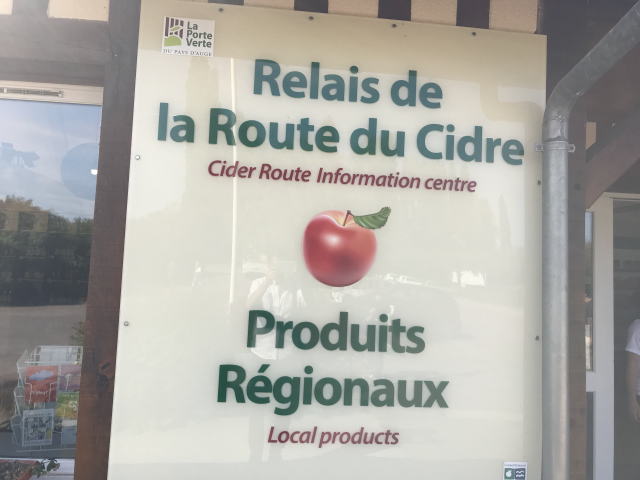 La
Porte
Verte
DU PAYS D'AUGE
Relais de
la Route du Cidre
Cider Route Information centre
Produits
Régionaux
Local products